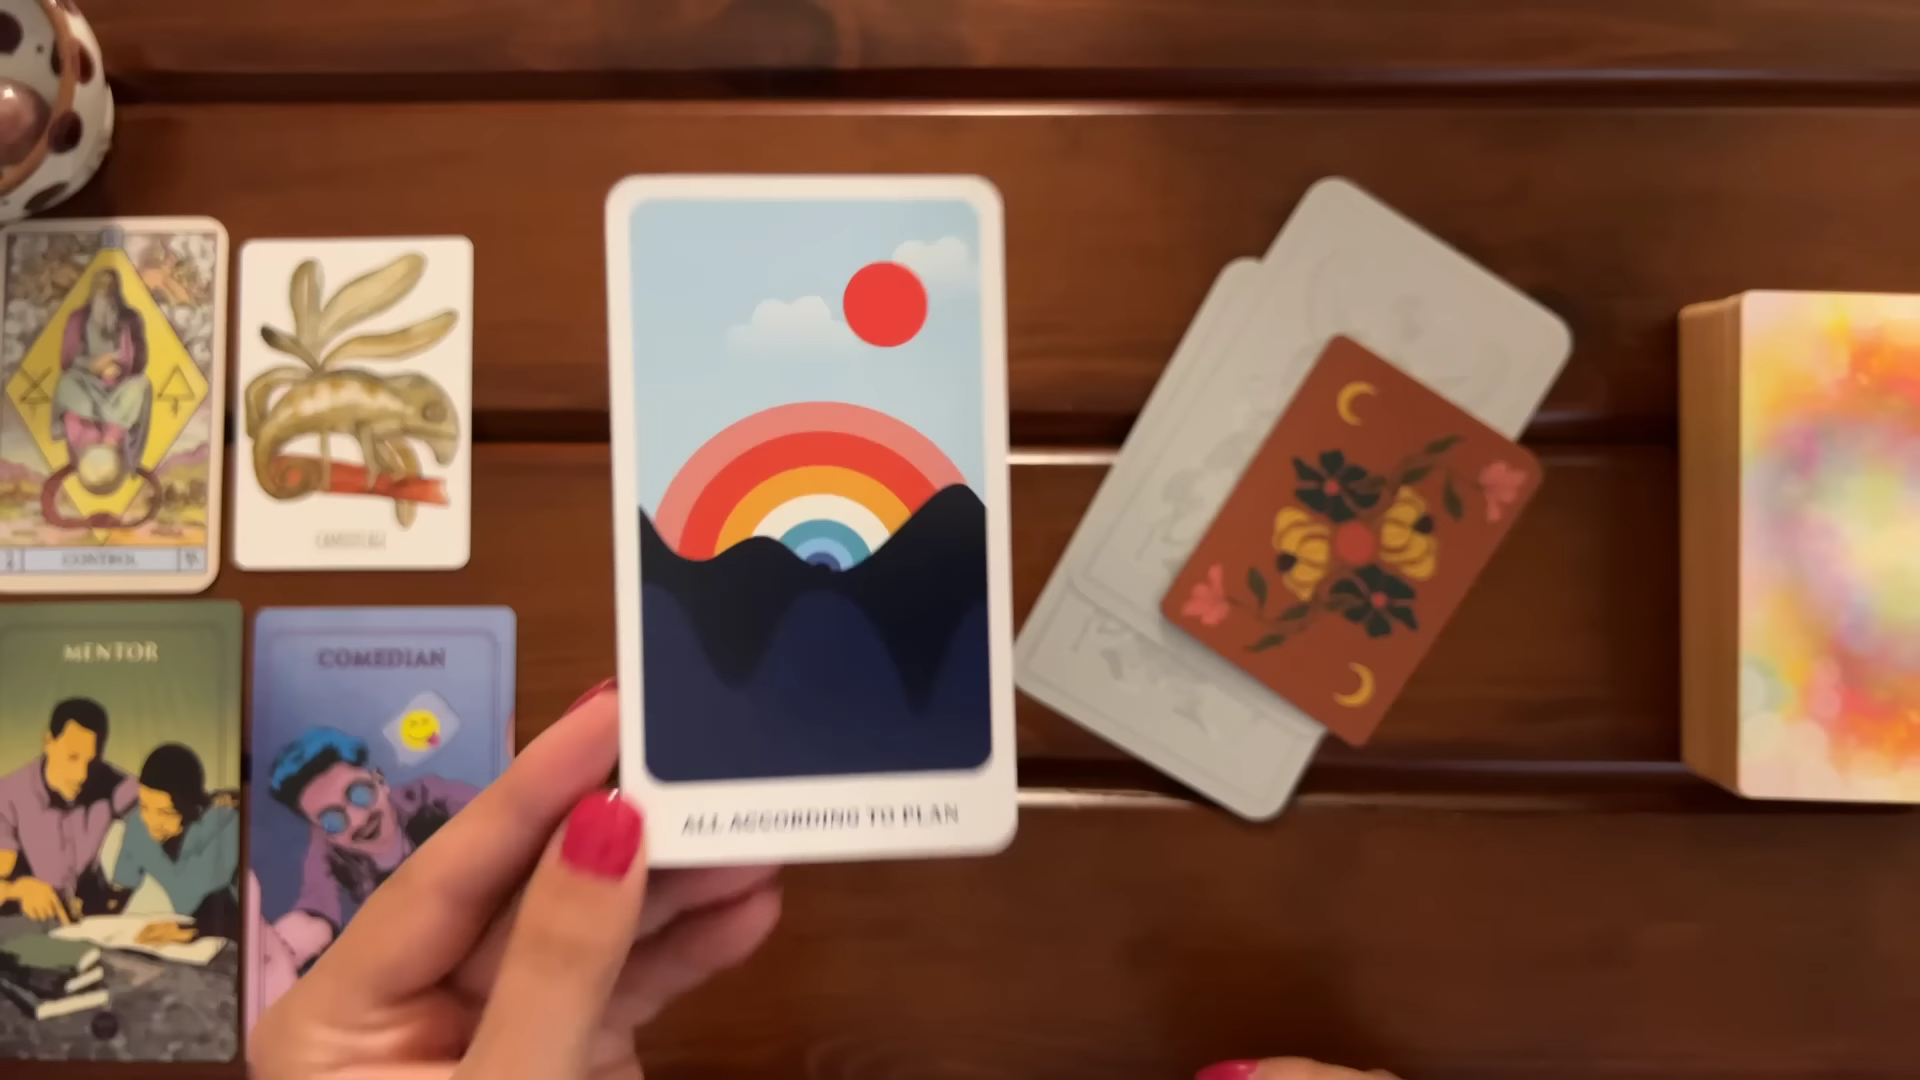 CONTROL
MENTOR
COMEDIAN
ALL ACCORDING TO PLAN